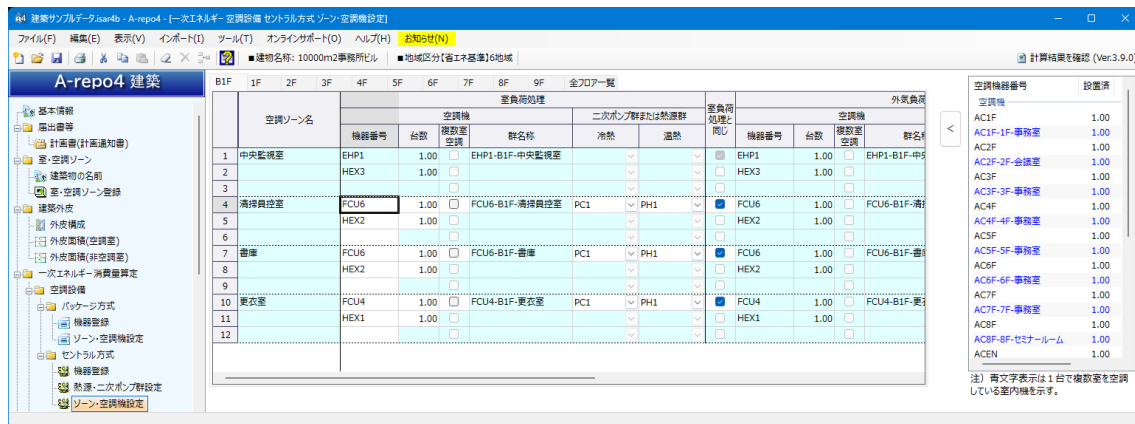 建築サンプルデータ.isar4b - A-repo4 - [一次エネルギー 空調設備 セントラル方式 ゾーン・空調機設定]
ファイル(F) 編集(E) 表示(V) インポート(I) ツール(T) オンラインサポート(O) ヘルプ(H) お知らせ(N)
■建物名称: 10000m2事務所ビル ■地域区分【省エネ基準】6地域 計算結果を確認 (Ver.3.9.0)
A-repo4 建築
基本情報
届出書等
計画書(計画通知書)
室・空調ゾーン
建築物の名前
室・空調ゾーン登録
建築外皮
外皮構成
外皮面積(空調室)
外皮面積(非空調室)
一次エネルギー消費量算定
空調設備
パッケージ方式
機器登録
ゾーン・空調機設定
セントラル方式
機器登録
熱源・二次ポンプ群設定
ゾーン・空調機設定
B1F 1F 2F 3F 4F 5F 6F 7F 8F 9F 全フロア一覧
空調ゾーン名 室負荷処理 室負荷処理と同じ 外気負荷
空調機 二次ポンプ群または熱源群 空調機
機器番号 台数 複数室空調 群名称 冷熱 温熱 機器番号 台数 複数室空調 群名称
1 中央監視室 EHP1 1.00 EHP1-B1F-中央監視室 EHP1 1.00 EHP1-B1F-中央
2 HEX3 1.00 HEX3 1.00
3
4 清掃員控室 FCU6 1.00 FCU6-B1F-清掃員控室 PC1 PH1 FCU6 1.00 FCU6-B1F-清掃
5 HEX2 1.00 HEX2 1.00
6
7 書庫 FCU6 1.00 FCU6-B1F-書庫 PC1 PH1 FCU6 1.00 FCU6-B1F-書庫
8 HEX2 1.00 HEX2 1.00
9
10 更衣室 FCU4 1.00 FCU4-B1F-更衣室 PC1 PH1 FCU4 1.00 FCU4-B1F-更衣
11 HEX1 1.00 HEX1 1.00
12
<
空調機器番号 設置済
空調機
AC1F 1.00
AC1F-1F-事務室 1.00
AC2F 1.00
AC2F-2F-会議室 1.00
AC3F 1.00
AC3F-3F-事務室 1.00
AC4F 1.00
AC4F-4F-事務室 1.00
AC5F 1.00
AC5F-5F-事務室 1.00
AC6F 1.00
AC6F-6F-事務室 1.00
AC7F 1.00
AC7F-7F-事務室 1.00
AC8F 1.00
AC8F-8F-セミナールーム 1.00
ACEN 1.00
注）青文字表示は１台で複数室を空調
している室内機を示す。